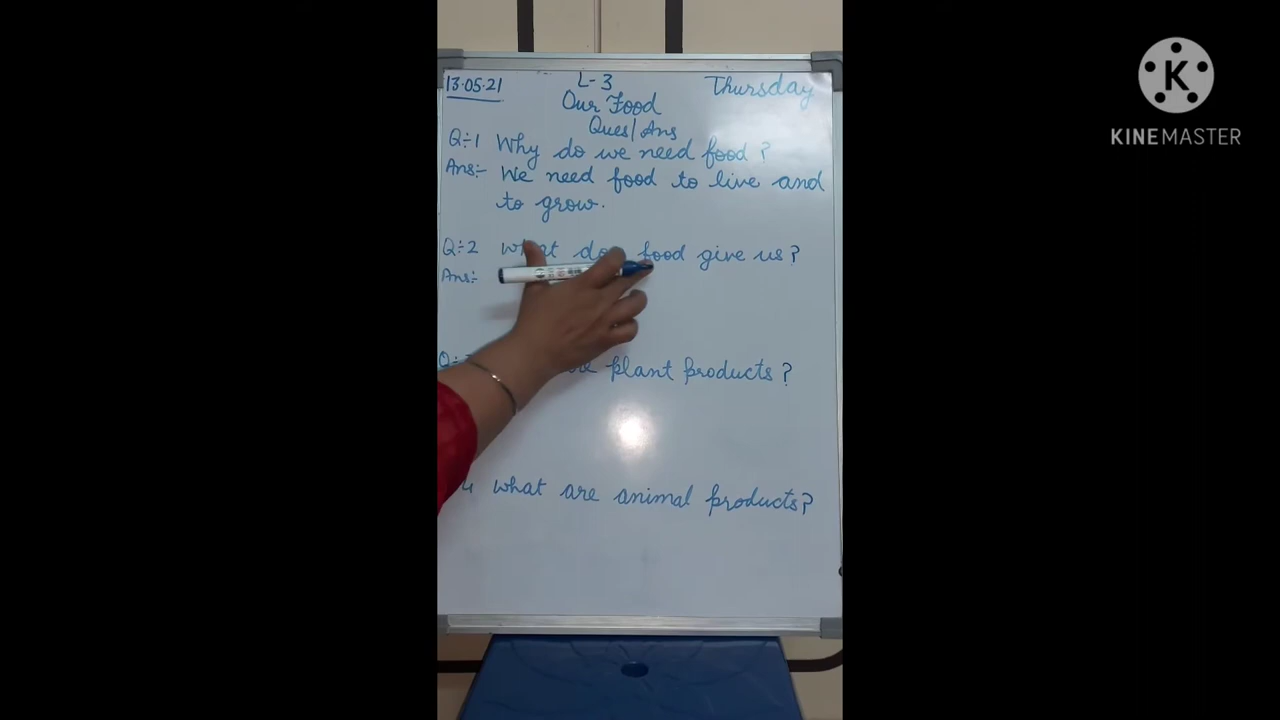 13.05.21 L-3 Thursday
Our Food
Ques/Ans
Q÷1 Why do we need food ?
Ans:- We need food to live and
to grow.
Q÷2 What food give us?
Ans:-
plant products ?
what are animal products?
K
KINEMASTER